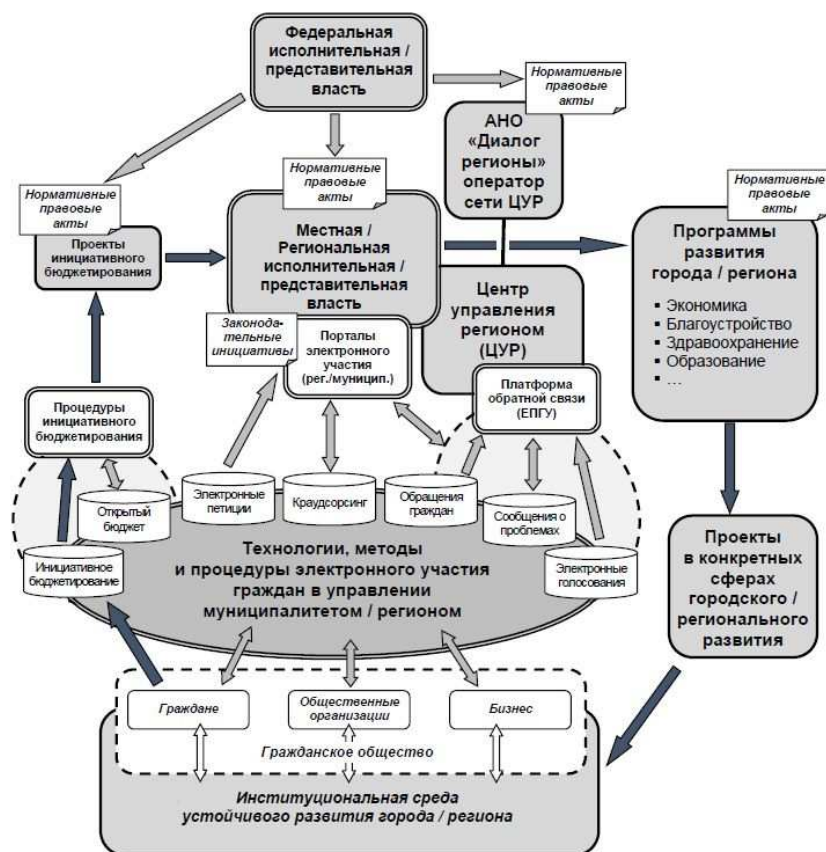 Федеральная
исполнительная /
представительная
власть
Нормативные
правовые
акты
АНО
«Диалог
регионы»
оператор
сети ЦУР
Нормативные
правовые
акты
Нормативные
правовые
акты
Нормативные
правовые
акты
Проекты
инициативного
бюджетирования
Местная /
Региональная
исполнительная /
представительная
власть
Программы
развития
города / региона
▪ Экономика
▪ Благоустройство
▪ Здравоохранение
▪ Образование
▪ …
Центр
управления
регионом
(ЦУР)
Законода-
тельные
инициативы
Порталы
электронного
участия
(рег./муницип.)
Платформа
обратной связи
(ЕПГУ)
Процедуры
инициативного
бюджетирования
Открытый
бюджет
Электронные
петиции
Краудсорсинг
Обращения
граждан
Сообщения о
проблемах
Инициативное
бюджетирование
Электронные
голосования
Технологии, методы
и процедуры электронного участия
граждан в управлении
муниципалитетом / регионом
Проекты
в конкретных
сферах
городского /
регионального
развития
Граждане
Общественные
организации
Бизнес
Гражданское общество
Институциональная среда
устойчивого развития города / региона